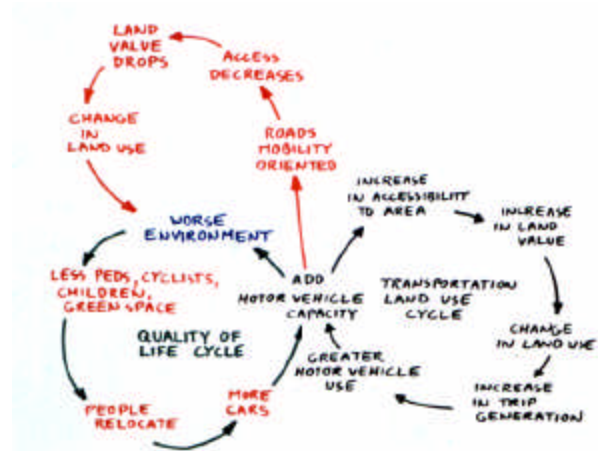 LAND
VALUE
DROPS
ACCESS
DECREASES
CHANGE
IN
LAND USE
ROADS
MOBILITY
ORIENTED
INCREASE
IN ACCESSIBILITY
TO AREA
INCREASE
IN LAND
VALUE
WORSE
ENVIRONMENT
LESS PEDS, CYCLISTS,
CHILDREN,
GREEN SPACE
ADD
MOTOR VEHICLE
CAPACITY
TRANSPORTATION
LAND USE
CYCLE
QUALITY OF
LIFE CYCLE
CHANGE
IN LAND USE
GREATER
MOTOR VEHICLE
USE
INCREASE
IN TRIP
GENERATION
MORE
CARS
PEOPLE
RELOCATE